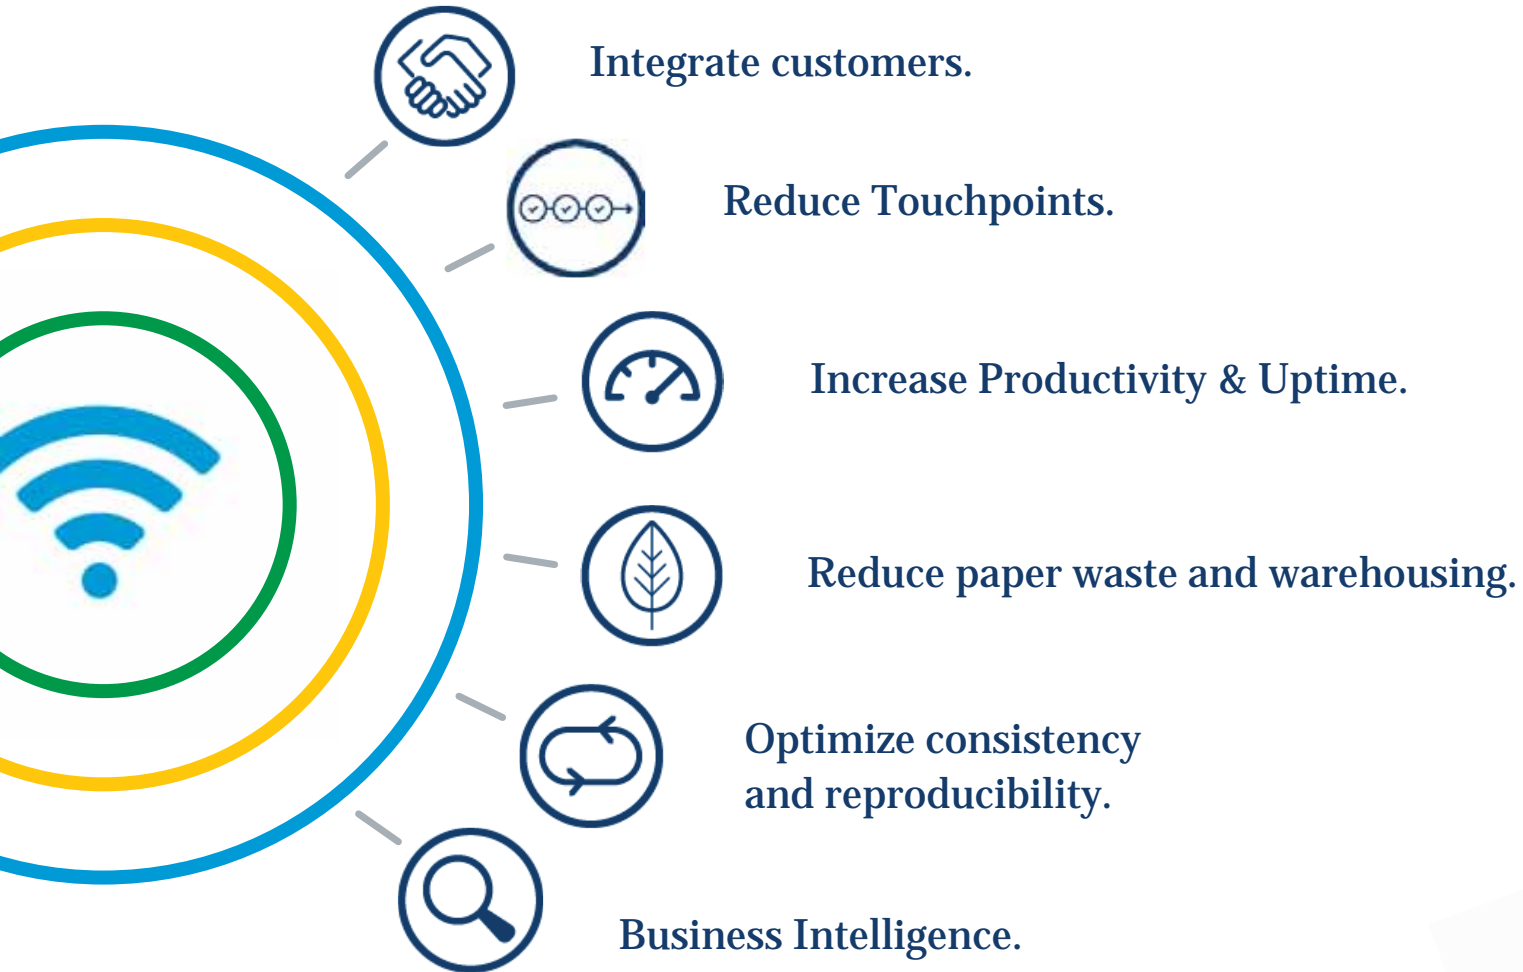 Integrate customers.
Reduce Touchpoints.
Increase Productivity & Uptime.
Reduce paper waste and warehousing.
Optimize consistency
and reproducibility.
Business Intelligence.